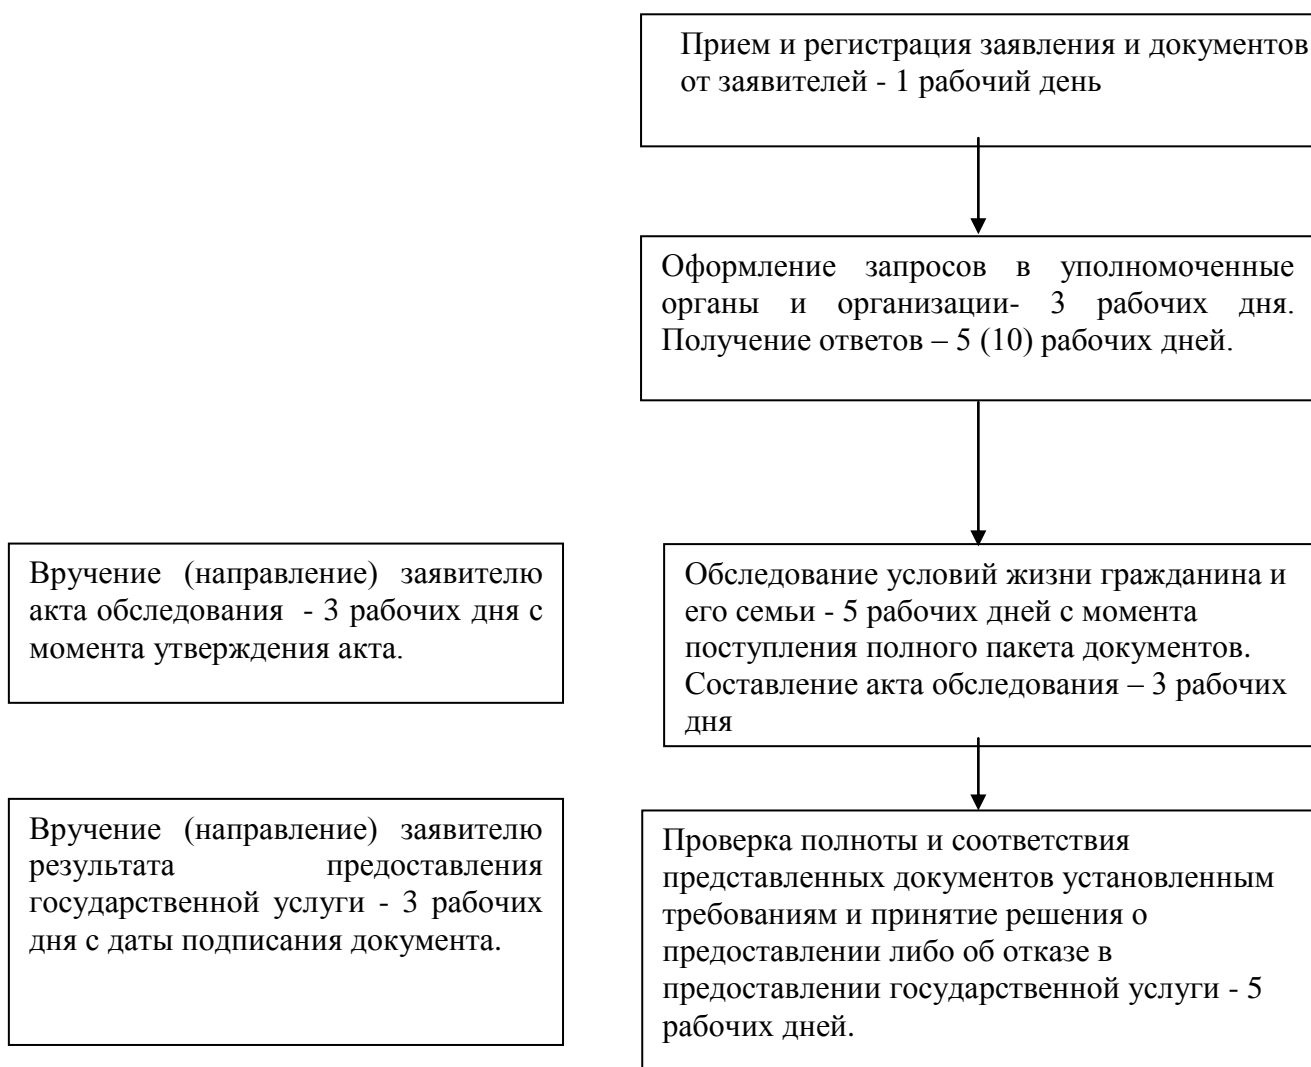 Прием и регистрация заявления и документов
от заявителей - 1 рабочий день
Оформление запросов в уполномоченные
органы и организации- 3 рабочих дня.
Получение ответов – 5 (10) рабочих дней.
Вручение (направление) заявителю
акта обследования - 3 рабочих дня с
момента утверждения акта.
Обследование условий жизни гражданина и
его семьи - 5 рабочих дней с момента
поступления полного пакета документов.
Составление акта обследования – 3 рабочих
дня
Вручение (направление) заявителю
результата предоставления
государственной услуги - 3 рабочих
дня с даты подписания документа.
Проверка полноты и соответствия
представленных документов установленным
требованиям и принятие решения о
предоставлении либо об отказе в
предоставлении государственной услуги - 5
рабочих дней.